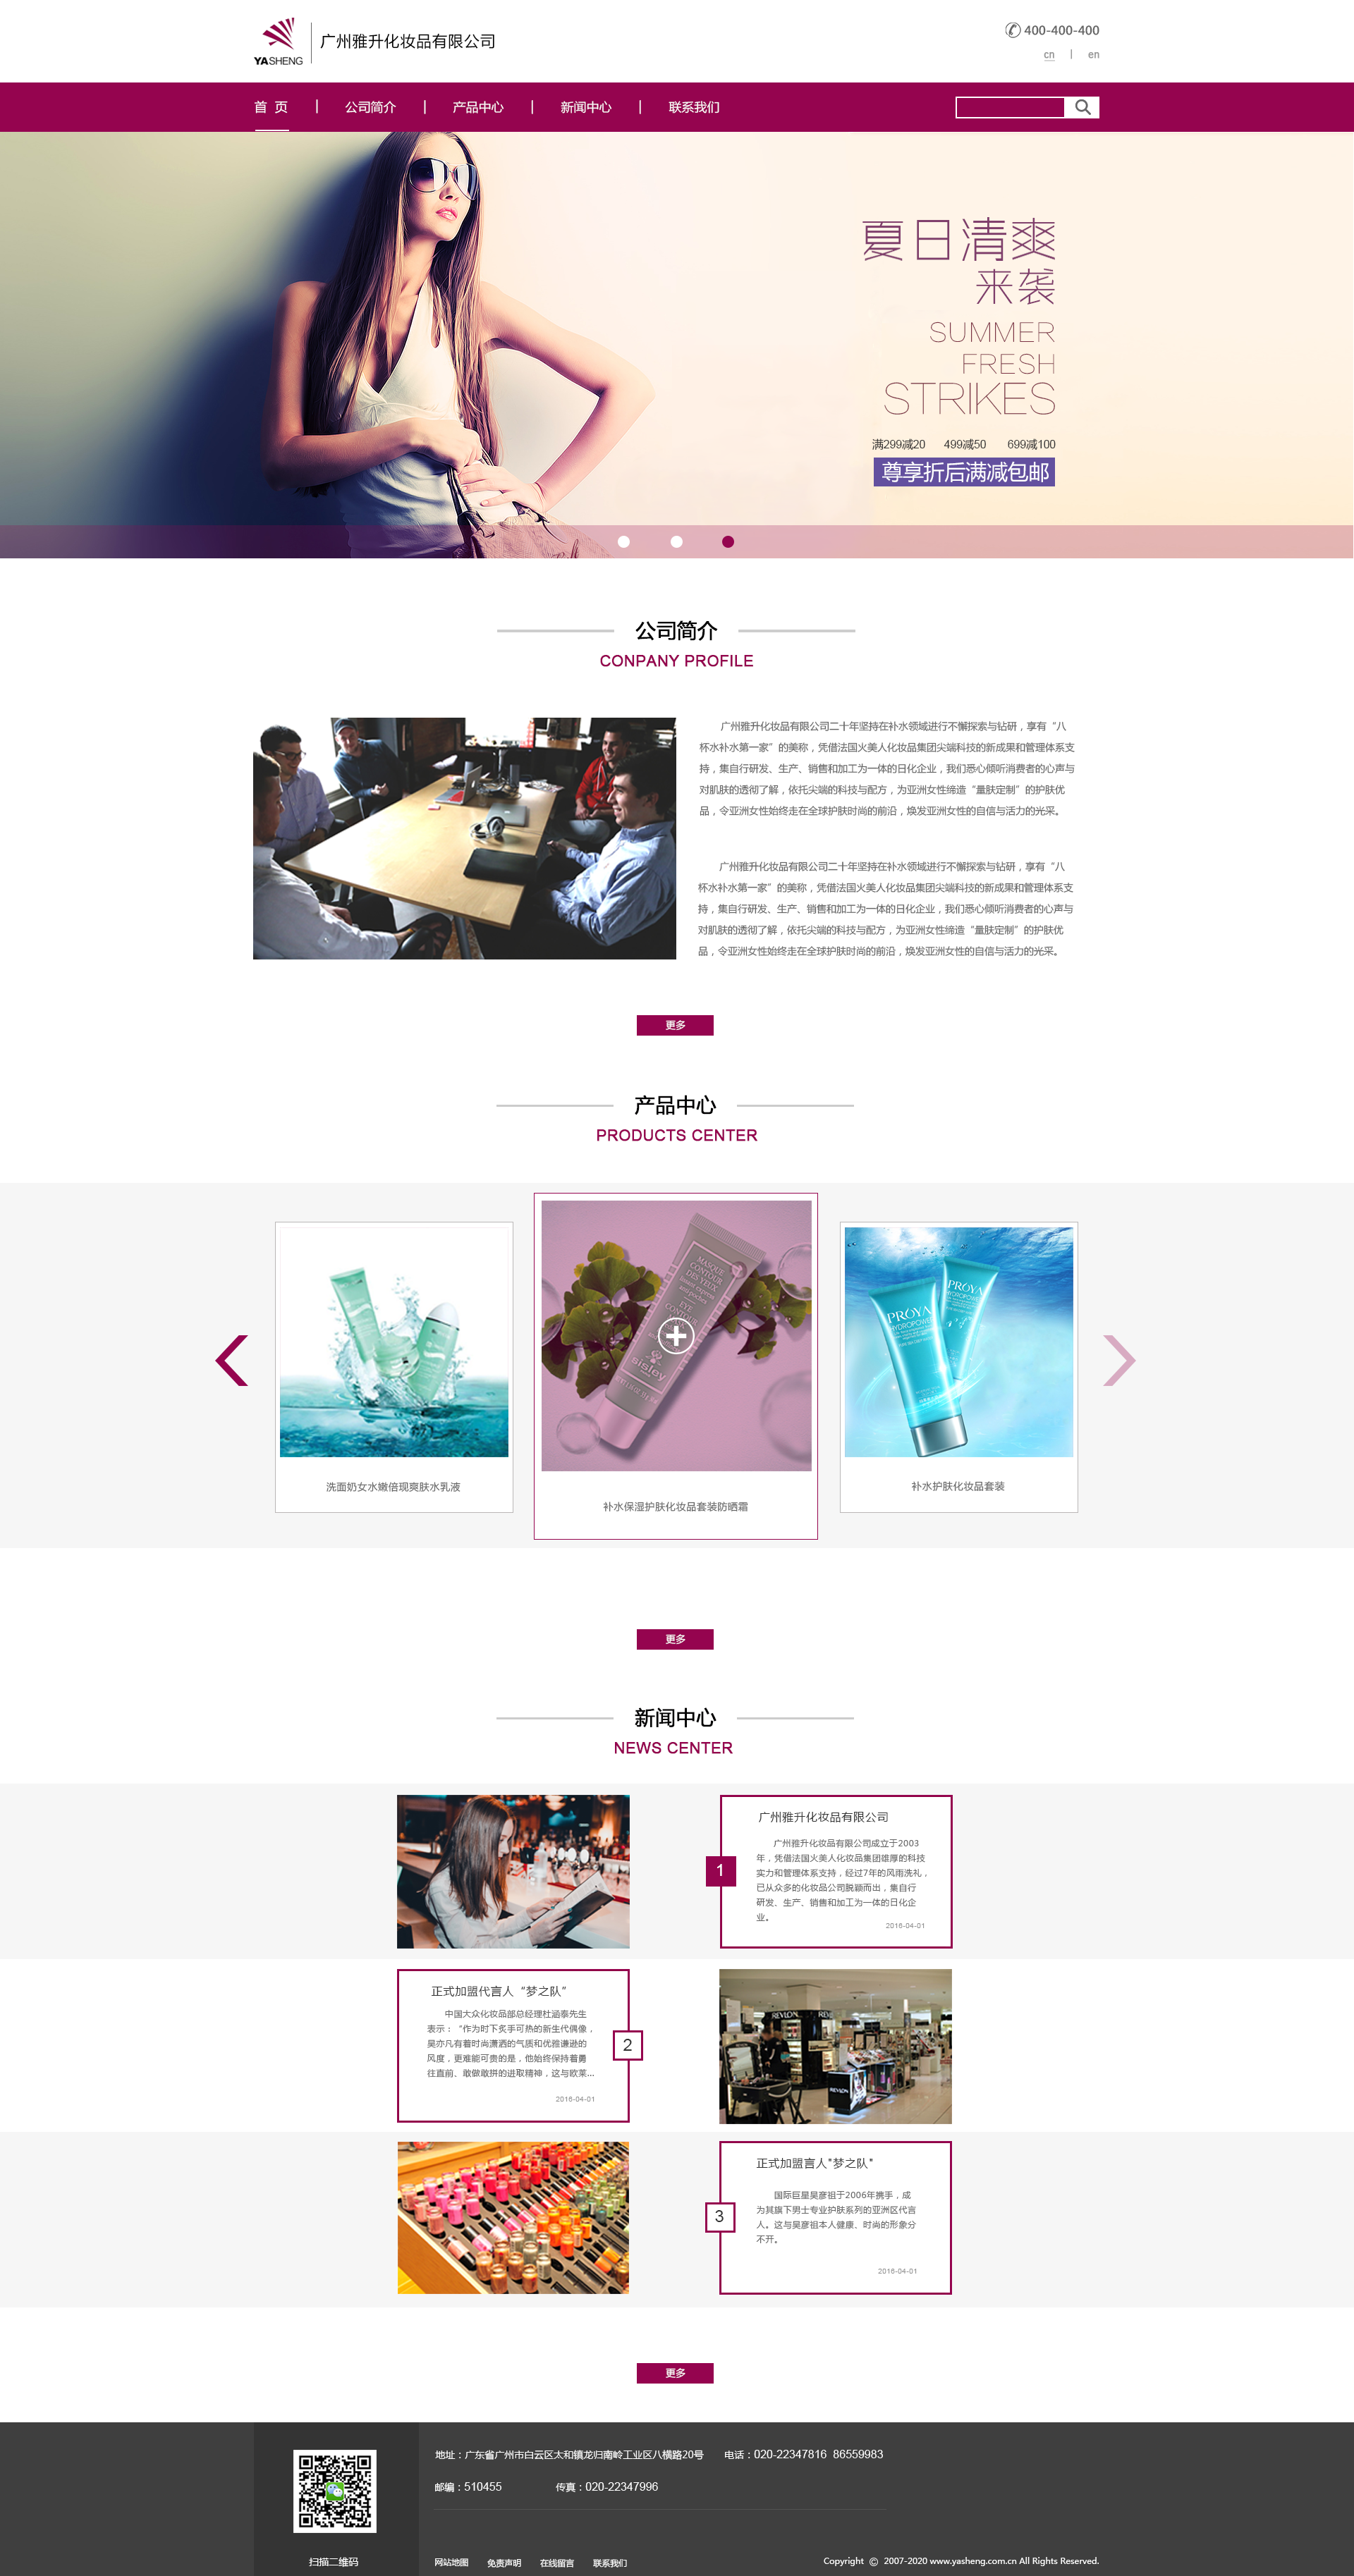 YASHENG
广州雅升化妆品有限公司
400-400-400
cn | en
首 页 | 公司简介 | 产品中心 | 新闻中心 | 联系我们
夏日清爽
来袭
SUMMER
FRESH
STRIKES
满299减20 499减50 699减100
尊享折后满减包邮
公司简介
CONPANY PROFILE
广州雅升化妆品有限公司二十年坚持在补水领域进行不懈探索与钻研，享有“八
杯水补水第一家”的美称，凭借法国火美人化妆品集团尖端科技的新成果和管理体系支
持，集自行研发、生产、销售和加工为一体的日化企业，我们悉心倾听消费者的心声与
对肌肤的透彻了解，依托尖端的科技与配方，为亚洲女性缔造“量肤定制”的护肤优
品，令亚洲女性始终走在全球护肤时尚的前沿，焕发亚洲女性的自信与活力的光采。
广州雅升化妆品有限公司二十年坚持在补水领域进行不懈探索与钻研，享有“八
杯水补水第一家”的美称，凭借法国火美人化妆品集团尖端科技的新成果和管理体系支
持，集自行研发、生产、销售和加工为一体的日化企业，我们悉心倾听消费者的心声与
对肌肤的透彻了解，依托尖端的科技与配方，为亚洲女性缔造“量肤定制”的护肤优
品，令亚洲女性始终走在全球护肤时尚的前沿，焕发亚洲女性的自信与活力的光采。
更多
产品中心
PRODUCTS CENTER
MASQUE
CONTOUR
DES YEUX
EYE
CONTOUR
sisley
PROYA
HYDROPOWER
PROYA
HYDROPOWER
洗面奶女水嫩倍现爽肤水乳液
补水保湿护肤化妆品套装防晒霜
补水护肤化妆品套装
更多
新闻中心
NEWS CENTER
1
广州雅升化妆品有限公司
广州雅升化妆品有限公司成立于2003
年，凭借法国火美人化妆品集团雄厚的科技
实力和管理体系支持，经过7年的风雨洗礼，
已从众多的化妆品公司脱颖而出，集自行
研发、生产、销售和加工为一体的日化企
业。
2016-04-01
正式加盟代言人“梦之队”
中国大众化妆品部总经理杜涵泰先生
表示：“作为时下炙手可热的新生代偶像，
吴亦凡有着时尚潇洒的气质和优雅谦逊的
风度，更难能可贵的是，他始终保持着勇
往直前、敢做敢拼的进取精神，这与欧莱...
2016-04-01
2
REVLON
REVLON
3
正式加盟言人"梦之队"
国际巨星吴彦祖于2006年携手，成
为其旗下男士专业护肤系列的亚洲区代言
人。这与吴彦祖本人健康、时尚的形象分
不开。
2016-04-01
更多
扫描二维码
地址：广东省广州市白云区太和镇龙归南岭工业区八横路20号 电话：020-22347816 86559983
邮编：510455 传真：020-22347996
网站地图 免责声明 在线留言 联系我们
Copyright © 2007-2020 www.yasheng.com.cn All Rights Reserved.